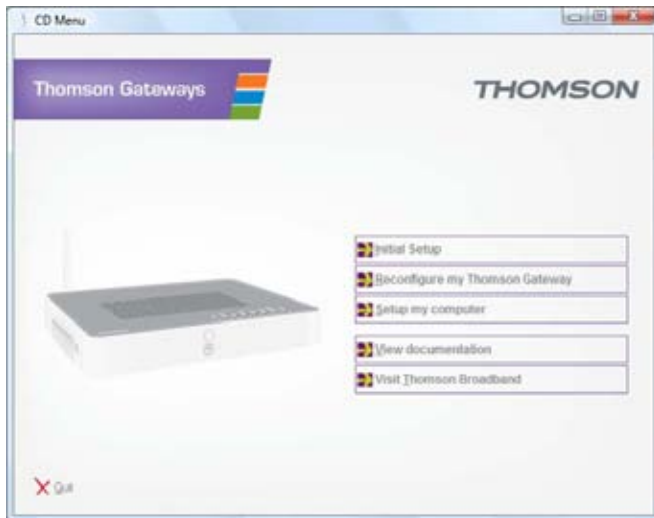 CD Menu
Thomson Gateways
THOMSON
Initial Setup
Reconfigure my Thomson Gateway
Setup my computer
View documentation
Visit Thomson Broadband
Quit